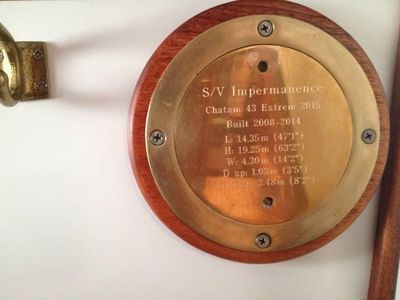 S/V Impermanence
Chatam 43 Extrem 2015
Built 2008-2014
L: 14.35m (47'1")
H: 19.25m (63'2")
W: 4.30m (14'2")
D up: 1.03m (3'5")
2.48m (8'2")